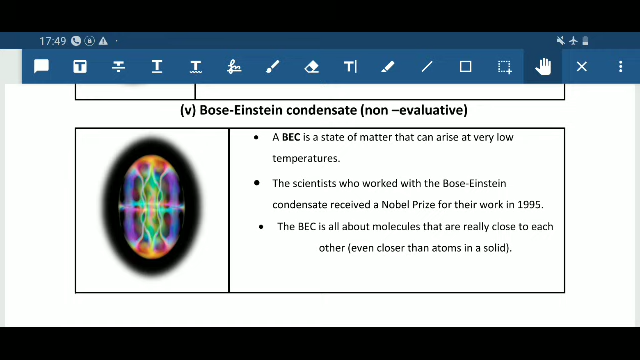 17:49
(v) Bose-Einstein condensate (non –evaluative)
• A BEC is a state of matter that can arise at very low
temperatures.
• The scientists who worked with the Bose-Einstein
condensate received a Nobel Prize for their work in 1995.
• The BEC is all about molecules that are really close to each
other (even closer than atoms in a solid).